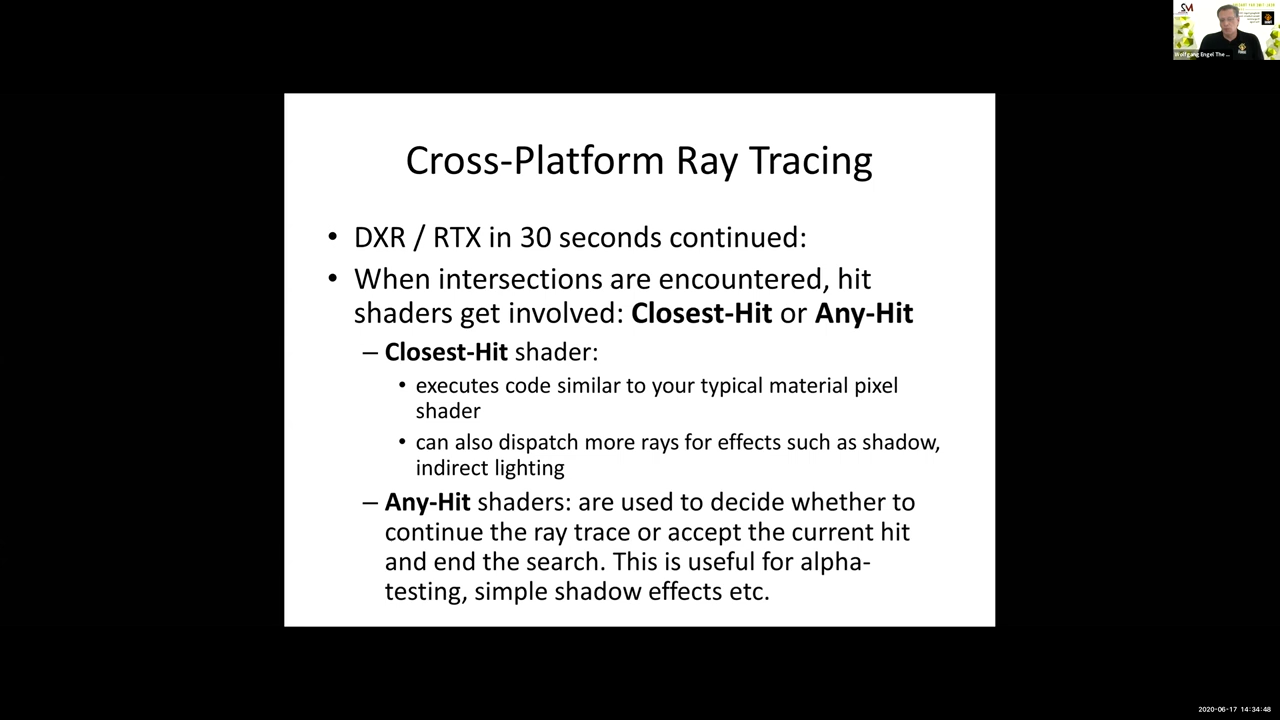 Cross-Platform Ray Tracing
• DXR / RTX in 30 seconds continued:
• When intersections are encountered, hit
shaders get involved: Closest-Hit or Any-Hit
– Closest-Hit shader:
• executes code similar to your typical material pixel
shader
• can also dispatch more rays for effects such as shadow,
indirect lighting
– Any-Hit shaders: are used to decide whether to
continue the ray trace or accept the current hit
and end the search. This is useful for alpha-
testing, simple shadow effects etc.
Wolfgang Engel The ...
2020-06-17 14:34:48